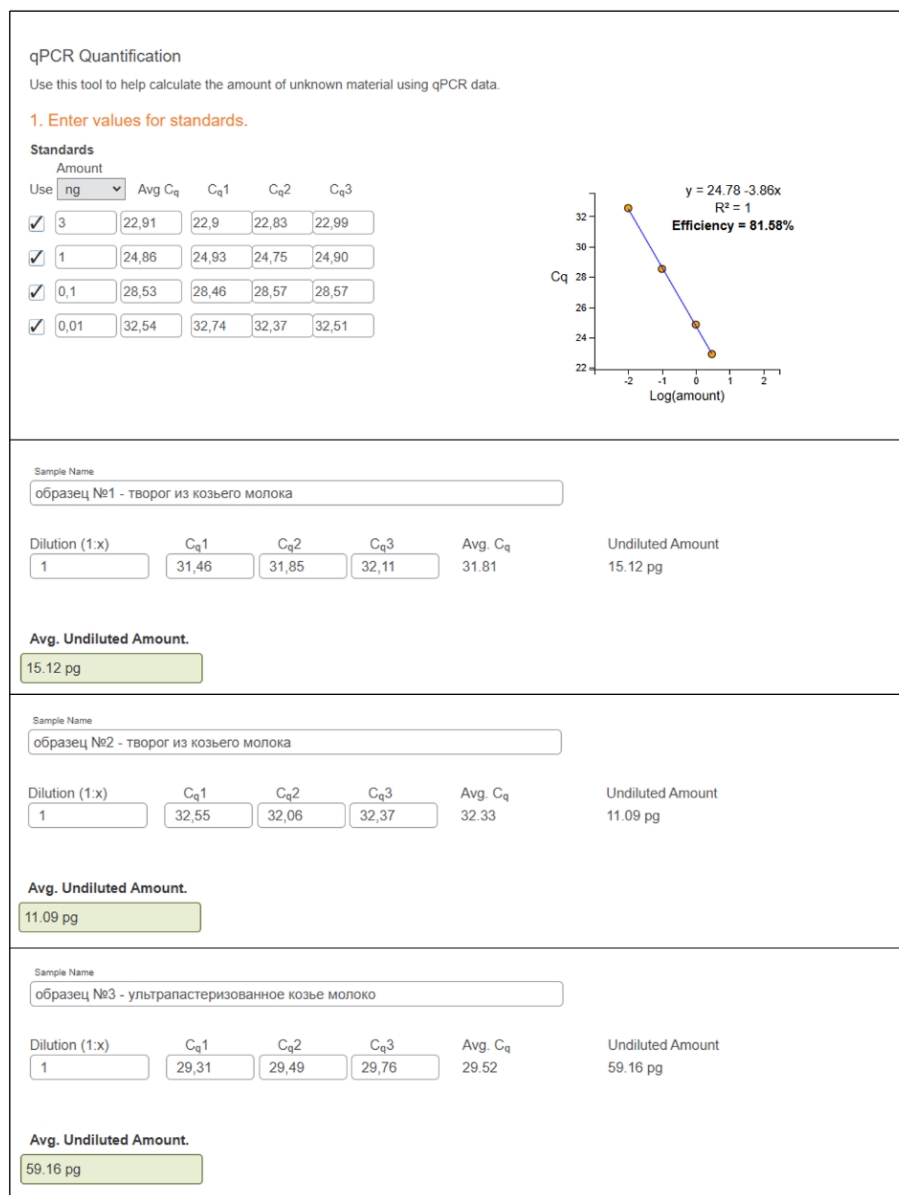 qPCR Quantification
Use this tool to help calculate the amount of unknown material using qPCR data.
1. Enter values for standards.
Standards
Amount
Use ng Avg Cq Cq1 Cq2 Cq3
3 22,91 22,9 22,83 22,99
1 24,86 24,93 24,75 24,90
0,1 28,53 28,46 28,57 28,57
0,01 32,54 32,74 32,37 32,51
y = 24.78 -3.86x
R² = 1
Efficiency = 81.58%
32
30
Cq 28
26
24
22
-2 -1 0 1 2
Log(amount)
Sample Name
образец №1 - творог из козьего молока
Dilution (1:x) Cq1 Cq2 Cq3 Avg. Cq Undiluted Amount
1 31,46 31,85 32,11 31.81 15.12 pg
Avg. Undiluted Amount.
15.12 pg
Sample Name
образец №2 - творог из козьего молока
Dilution (1:x) Cq1 Cq2 Cq3 Avg. Cq Undiluted Amount
1 32,55 32,06 32,37 32.33 11.09 pg
Avg. Undiluted Amount.
11.09 pg
Sample Name
образец №3 - ультрапастеризованное козье молоко
Dilution (1:x) Cq1 Cq2 Cq3 Avg. Cq Undiluted Amount
1 29,31 29,49 29,76 29.52 59.16 pg
Avg. Undiluted Amount.
59.16 pg